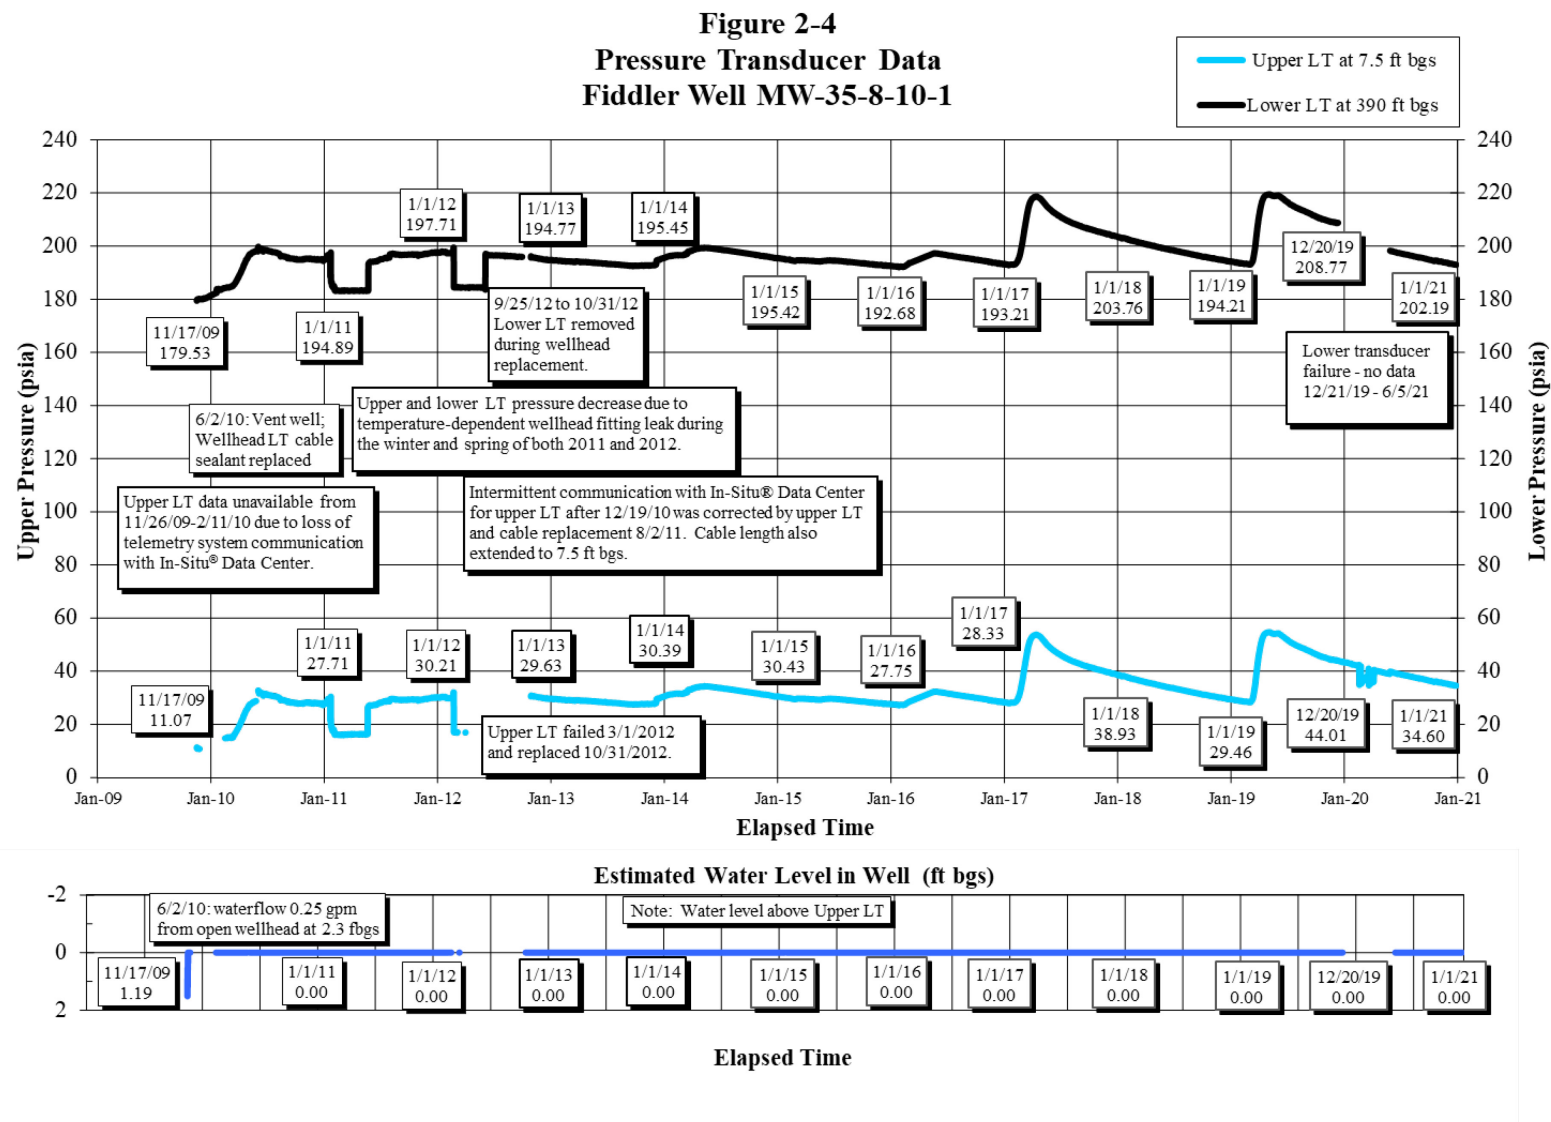 Figure 2-4
Pressure Transducer Data
Fiddler Well MW-35-8-10-1
Upper LT at 7.5 ft bgs
Lower LT at 390 ft bgs
Upper Pressure (psia)
240
220
200
180
160
140
120
100
80
60
40
20
0
240
220
200
180
160
140
120
100
80
60
40
20
0
Lower Pressure (psia)
11/17/09
179.53
1/1/11
194.89
1/1/12
197.71
1/1/13
194.77
1/1/14
195.45
1/1/15
195.42
1/1/16
192.68
1/1/17
193.21
1/1/18
203.76
1/1/19
194.21
12/20/19
208.77
1/1/21
202.19
9/25/12 to 10/31/12
Lower LT removed
during wellhead
replacement.
Lower transducer
failure - no data
12/21/19 - 6/5/21
Upper and lower LT pressure decrease due to
temperature-dependent wellhead fitting leak during
the winter and spring of both 2011 and 2012.
6/2/10: Vent well;
Wellhead LT cable
sealant replaced
Upper LT data unavailable from
11/26/09-2/11/10 due to loss of
telemetry system communication
with In-Situ® Data Center.
Intermittent communication with In-Situ® Data Center
for upper LT after 12/19/10 was corrected by upper LT
and cable replacement 8/2/11. Cable length also
extended to 7.5 ft bgs.
11/17/09
11.07
1/1/11
27.71
1/1/12
30.21
1/1/13
29.63
1/1/14
30.39
1/1/15
30.43
1/1/16
27.75
1/1/17
28.33
1/1/18
38.93
1/1/19
29.46
12/20/19
44.01
1/1/21
34.60
Upper LT failed 3/1/2012
and replaced 10/31/2012.
Jan-09 Jan-10 Jan-11 Jan-12 Jan-13 Jan-14 Jan-15 Jan-16 Jan-17 Jan-18 Jan-19 Jan-20 Jan-21
Elapsed Time
Estimated Water Level in Well (ft bgs)
-2
0
2
6/2/10: waterflow 0.25 gpm
from open wellhead at 2.3 fbgs
Note: Water level above Upper LT
11/17/09
1.19
1/1/11
0.00
1/1/12
0.00
1/1/13
0.00
1/1/14
0.00
1/1/15
0.00
1/1/16
0.00
1/1/17
0.00
1/1/18
0.00
1/1/19
0.00
12/20/19
0.00
1/1/21
0.00
Elapsed Time